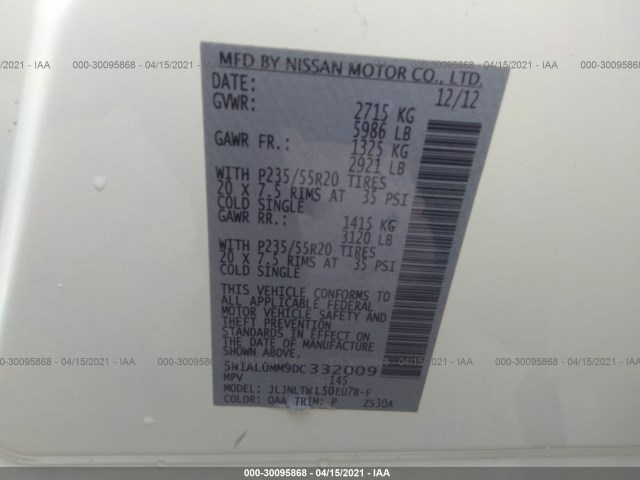 000-30095868 - 04/15/2021 - IAA 000-30095868 - 04/15/2021 - IAA 000-30095868 - 04/15/2021 - IAA
MFD BY NISSAN MOTOR CO., LTD.
DATE: 12/12
GVWR: 2715 KG
5986 LB
GAWR FR.: 1325 KG
2921 LB
WITH P235/55R20 TIRES
20 X 7.5 RIMS AT 35 PSI
COLD SINGLE
GAWR RR.: 1415 KG
3120 LB
WITH P235/55R20 TIRES
20 X 7.5 RIMS AT 35 PSI
COLD SINGLE
THIS VEHICLE CONFORMS TO
ALL APPLICABLE FEDERAL
MOTOR VEHICLE SAFETY AND
THEFT PREVENTION
STANDARDS IN EFFECT ON
THE DATE OF MANUFACTURE
SHOWN ABOVE.
5N1AL0MM9DC332009
MPV 145
MODEL: JLJNLTWL50EU78-F
COLOR: QAA TRIM: P 2S30A
000-30095868 - 04/15/2021 - IAA 000-30095868 - 04/15/2021 - IAA 000-30095868 - 04/15/2021 - IAA